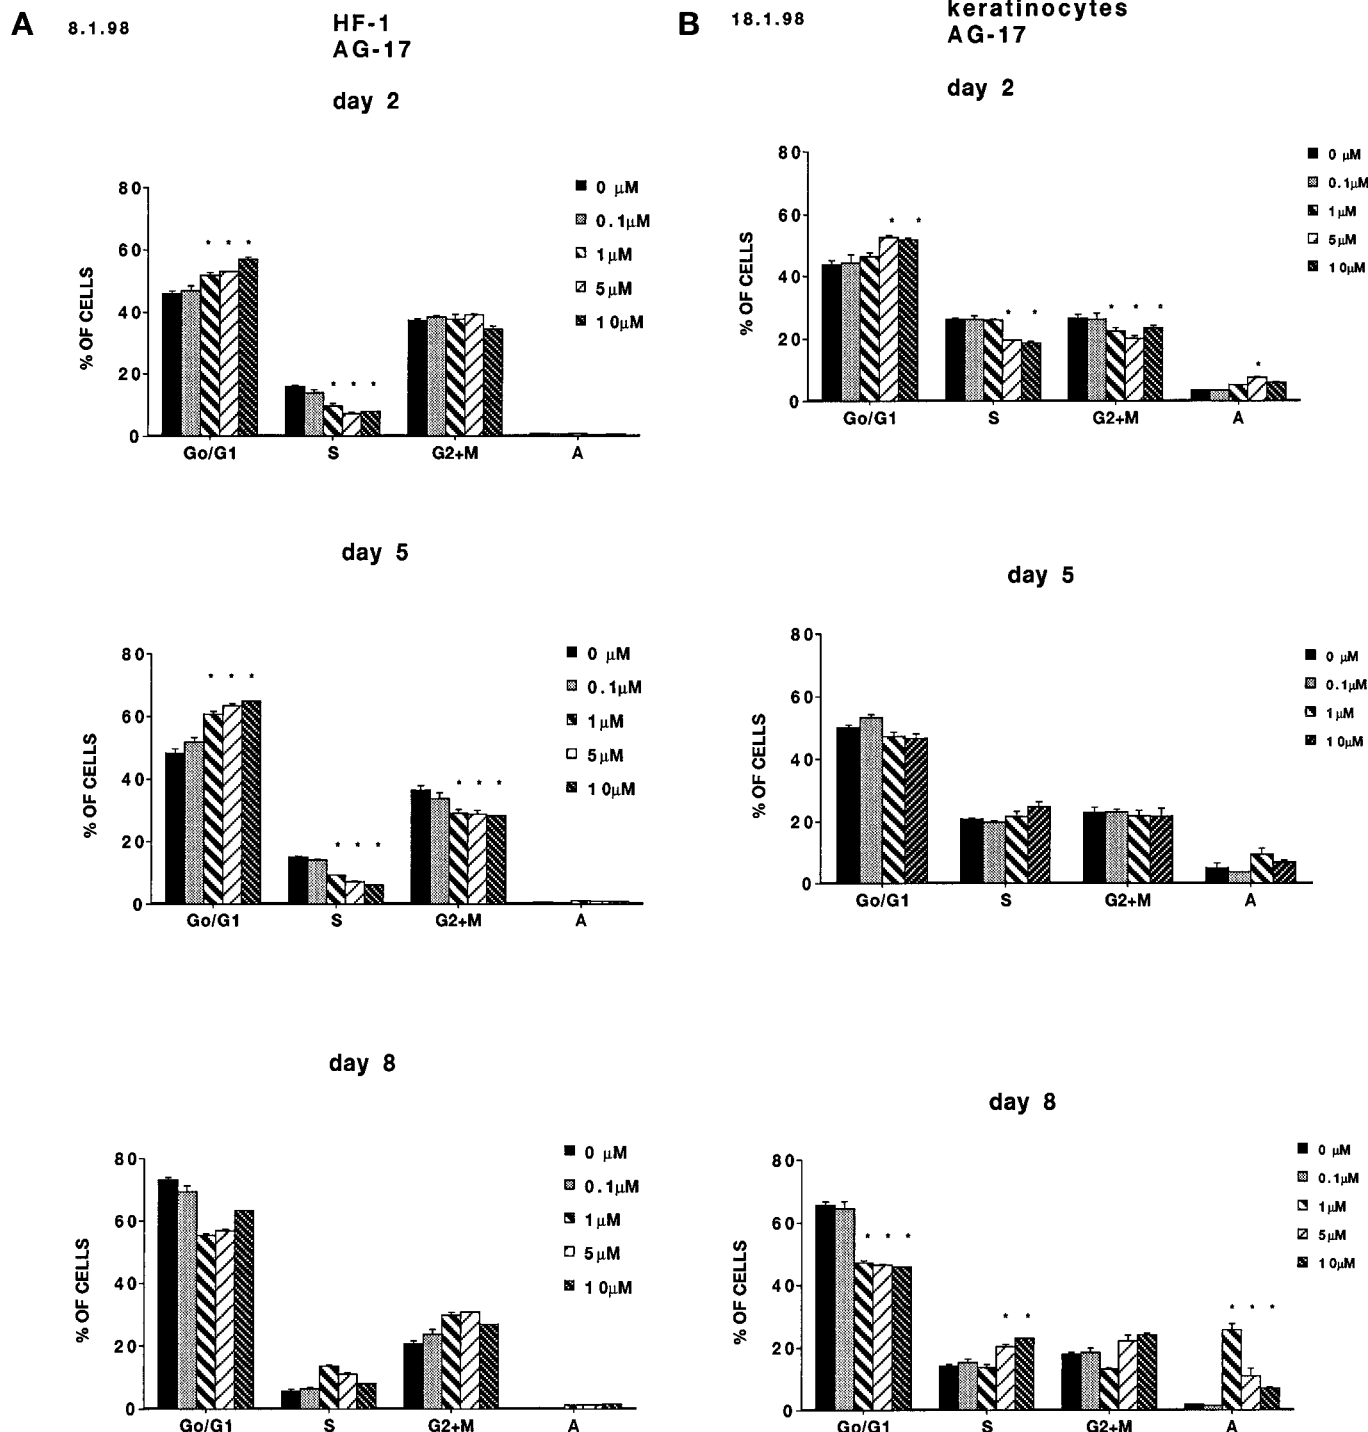 A
8.1.98
HF-1
AG-17
day 2
80
60
40
20
0
% OF CELLS
* * *
* * *
Go/G1 S G2+M A
0 µM
0.1µM
1µM
5µM
10µM
day 5
80
60
40
20
0
% OF CELLS
* * *
* * *
* * *
Go/G1 S G2+M A
0 µM
0.1µM
1µM
5µM
10µM
day 8
80
60
40
20
0
% OF CELLS
Go/G1 S G2+M A
0 µM
0.1µM
1µM
5µM
10µM
B
18.1.98
keratinocytes
AG-17
day 2
80
60
40
20
0
% OF CELLS
* *
* *
* * *
*
Go/G1 S G2+M A
0 µM
0.1µM
1µM
5µM
10µM
day 5
80
60
40
20
0
% OF CELLS
Go/G1 S G2+M A
0 µM
0.1µM
1µM
10µM
day 8
80
60
40
20
0
% OF CELLS
* * *
* *
* * *
Go/G1 S G2+M A
0 µM
0.1µM
1µM
5µM
10µM